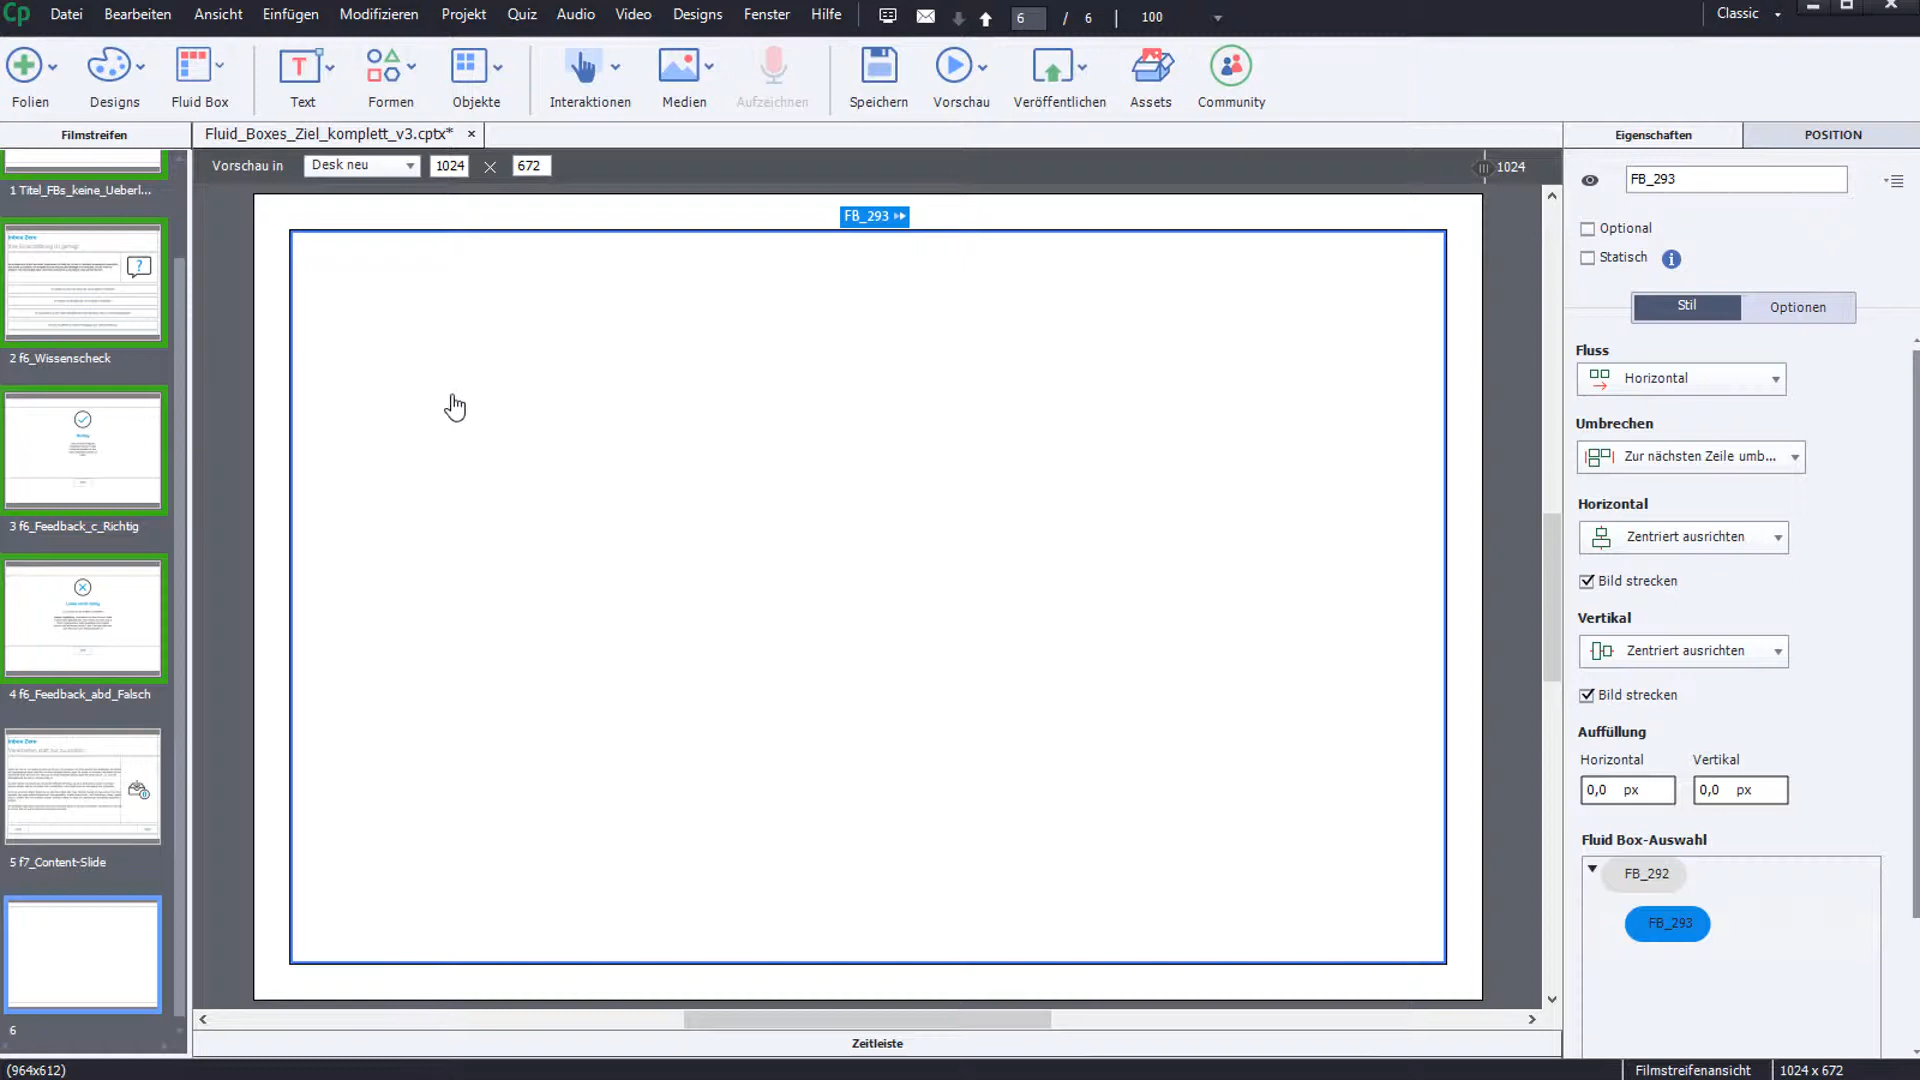 Cp Datei Bearbeiten Ansicht Einfügen Modifizieren Projekt Quiz Audio Video Designs Fenster Hilfe 6 / 6 100 Classic
Folien Designs Fluid Box Text Formen Objekte Interaktionen Medien Aufzeichnen Speichern Vorschau Veröffentlichen Assets Community
Filmstreifen Fluid_Boxes_Ziel_komplett_v3.cptx* × Eigenschaften POSITION
Vorschau in Desk neu 1024 672 1024
1 Titel_FBs_keine_Ueberl...
FB_293
FB_293
Optional
Statisch
Inbox Zero
2 f6_Wissenscheck
Stil Optionen
Fluss
Horizontal
Umbrechen
Zur nächsten Zeile umb...
3 f6_Feedback_c_Richtig
Horizontal
Zentriert ausrichten
Bild strecken
Vertikal
Zentriert ausrichten
4 f6_Feedback_abd_Falsch
Bild strecken
Auffüllung
Horizontal Vertikal
0,0 px 0,0 px
Inbox Zero
5 f7_Content-Slide
Fluid Box-Auswahl
FB_292
FB_293
6
Zeitleiste
(964x612) Filmstreifenansicht 1024 x 672